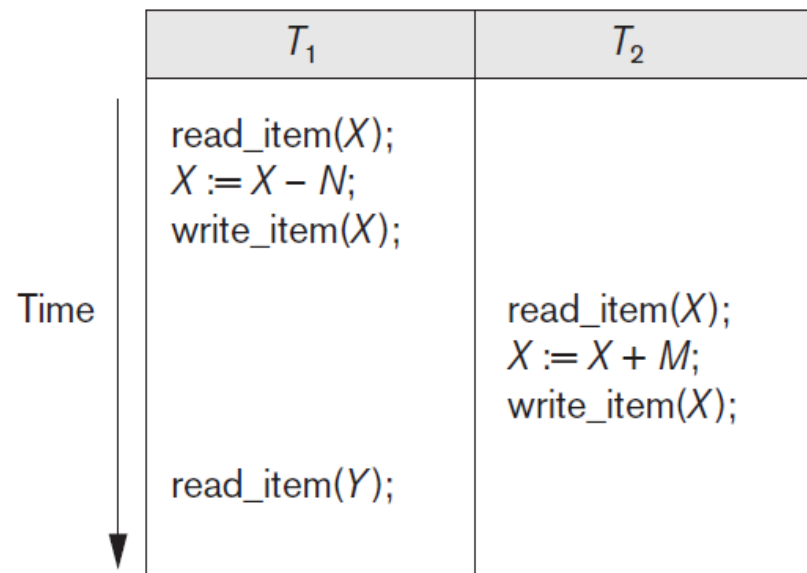 T₁ T₂
read_item(X);
X := X – N;
write_item(X);
Time
read_item(X);
X := X + M;
write_item(X);
read_item(Y);